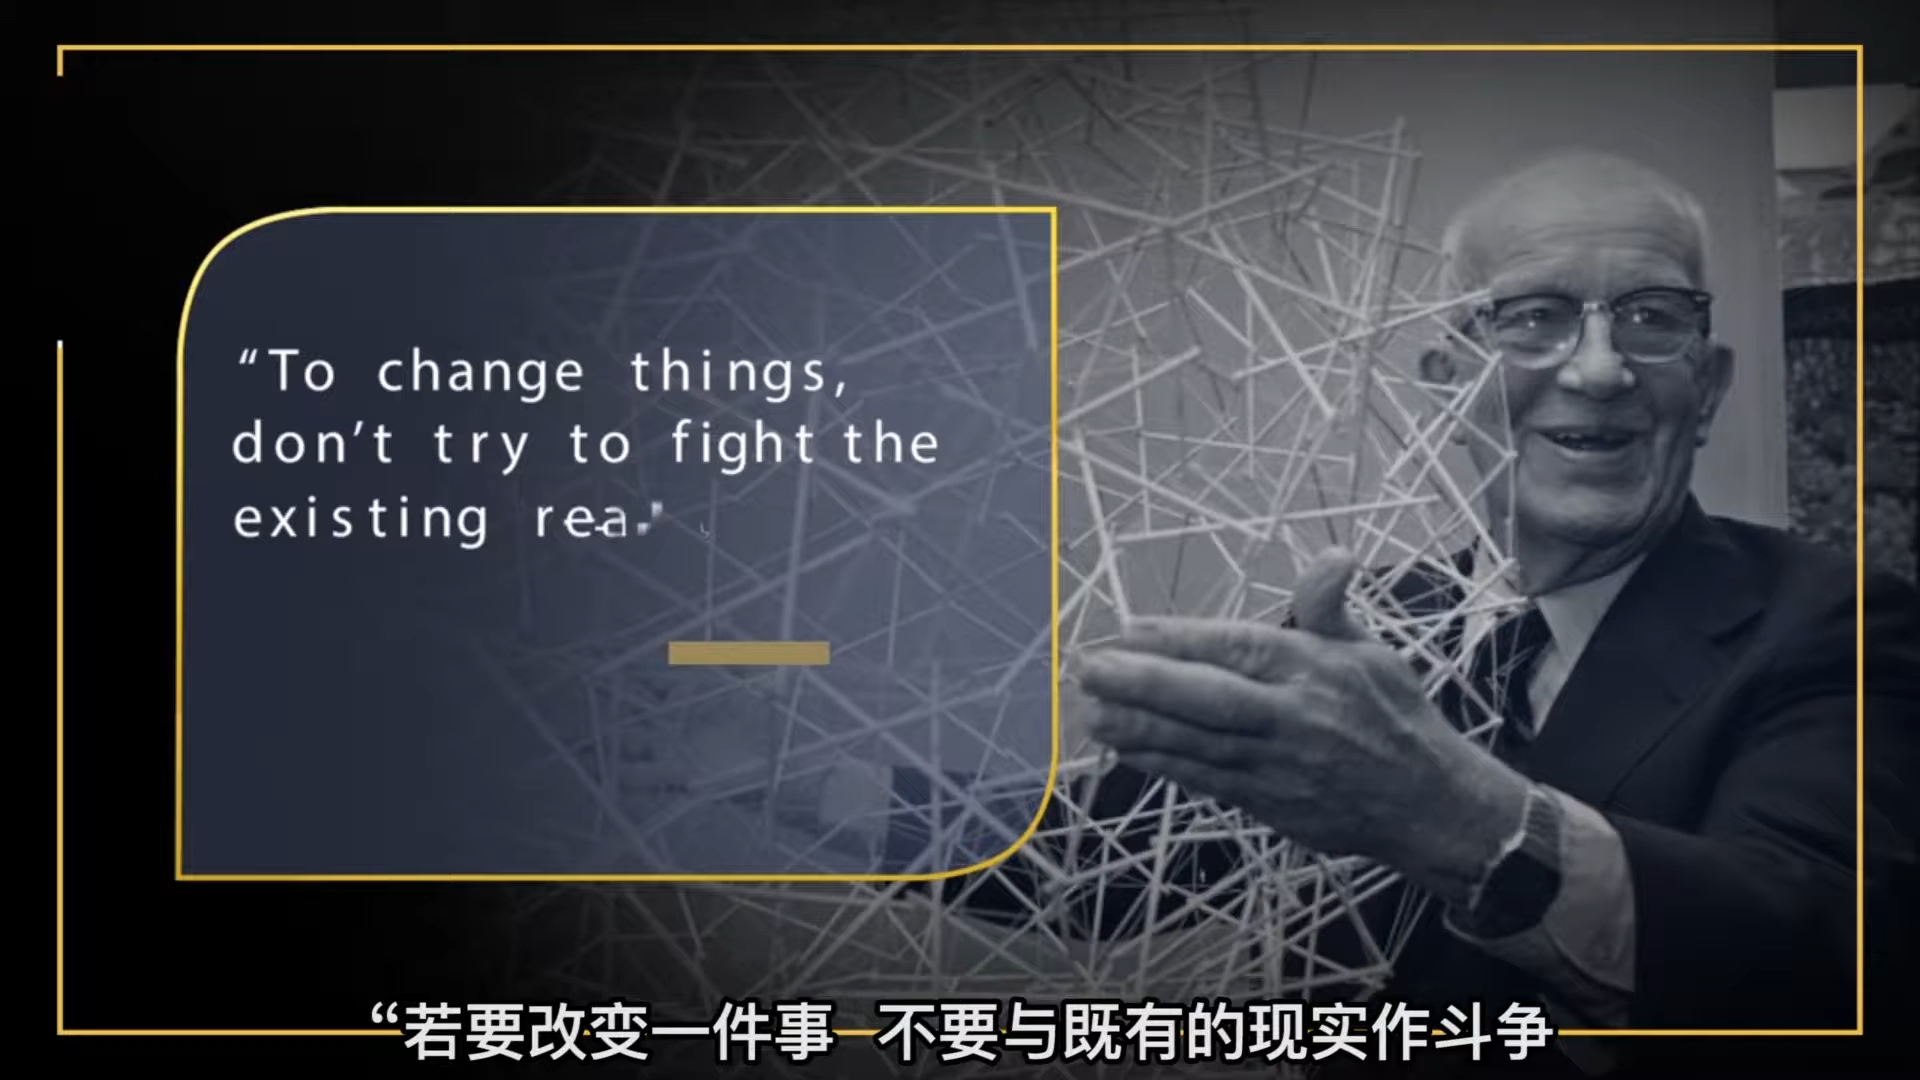 “To change things,
don’t try to fight the
existing
“若要改变一件事 不要与既有的现实作斗争